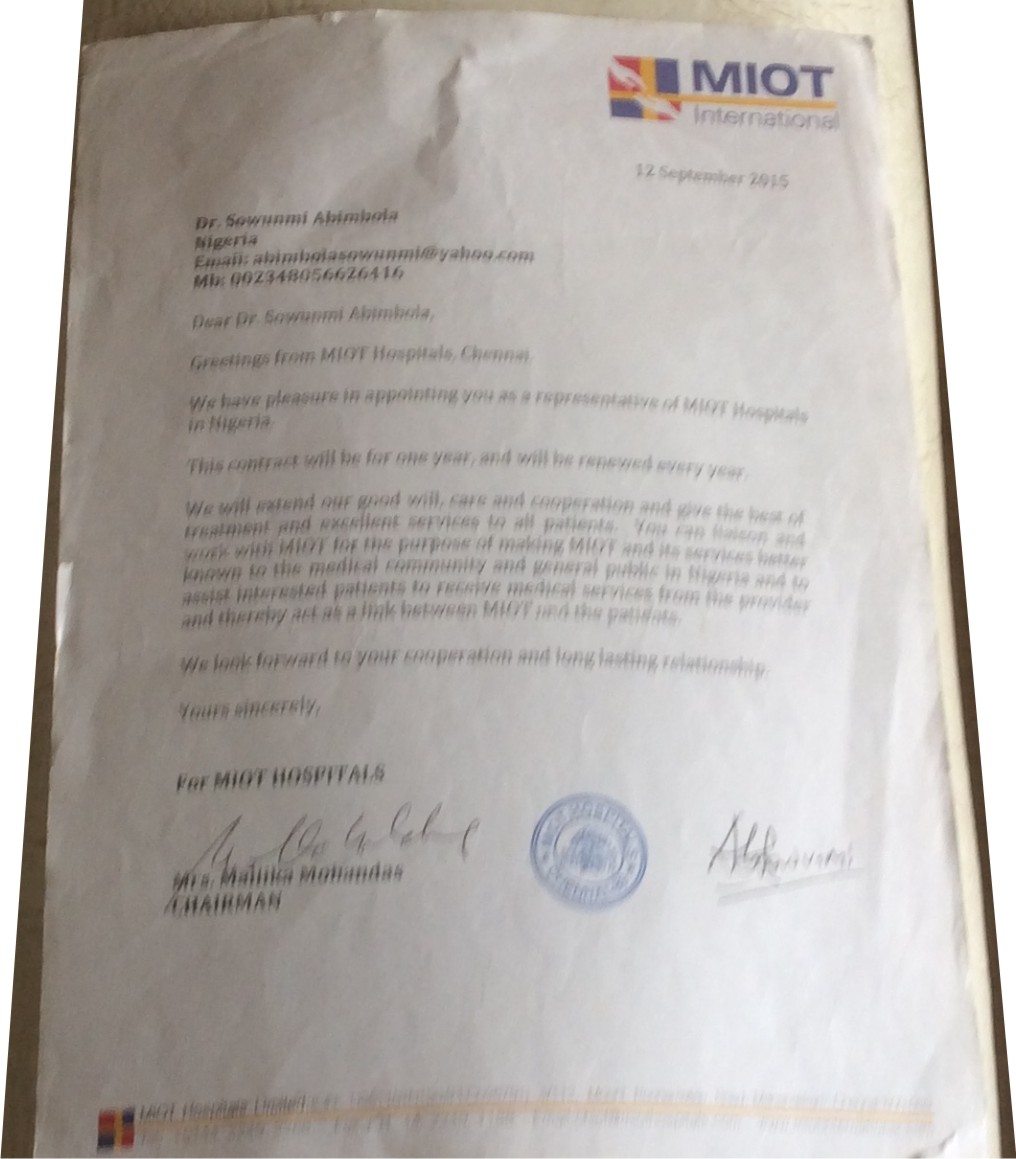 MIOT
International
12 September 2015
Dr. Sowunmi Abimbola
Nigeria
Email: abimbolasowunmi@yahoo.com
Mb: 002348056626416
Dear Dr. Sowunmi Abimbola,
Greetings from MIOT Hospitals, Chennai.
We have pleasure in appointing you as a representative of MIOT Hospitals
in Nigeria.
This contract will be for one year, and will be renewed every year.
We will extend our good will, care and cooperation and give the best of
treatment and excellent services to all patients. You can liaison and
work with MIOT for the purpose of making MIOT and its services better
known to the medical community and general public in Nigeria and to
assist interested patients to receive medical services from the provider
and thereby act as a link between MIOT and the patients.
We look forward to your cooperation and long lasting relationship.
Yours sincerely,
For MIOT HOSPITALS
MIOT HOSPITALS
CHENNAI
Mrs. Mallika Mohandas
CHAIRMAN
MIOT Hospitals Limited